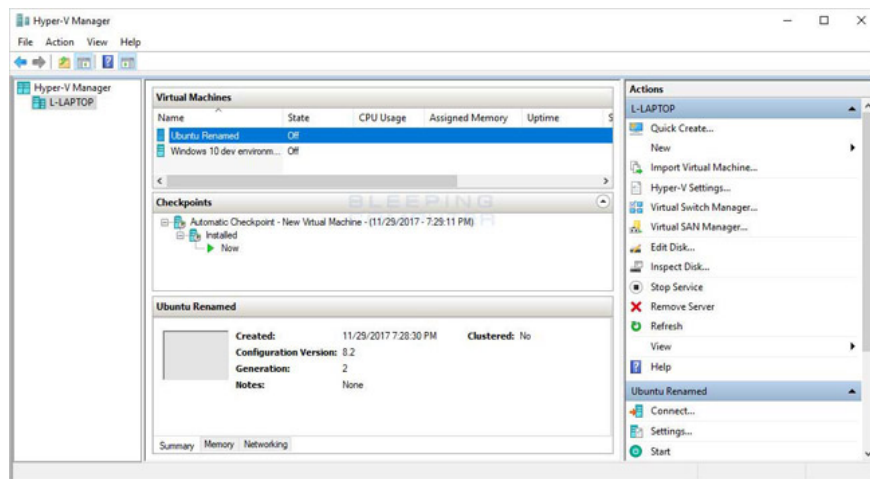 Hyper-V Manager
File Action View Help
Hyper-V Manager
L-LAPTOP
Virtual Machines
Name State CPU Usage Assigned Memory Uptime S
Ubuntu Renamed Off
Windows 10 dev environm... Off
Checkpoints
BLEEPING
Automatic Checkpoint - New Virtual Machine - (11/29/2017 - 7:29:11 PM)
Installed
Now
Ubuntu Renamed
Created: 11/29/2017 7:28:30 PM Clustered: No
Configuration Version: 8.2
Generation: 2
Notes: None
Summary Memory Networking
Actions
L-LAPTOP
Quick Create...
New
Import Virtual Machine...
Hyper-V Settings...
Virtual Switch Manager...
Virtual SAN Manager...
Edit Disk...
Inspect Disk...
Stop Service
Remove Server
Refresh
View
Help
Ubuntu Renamed
Connect...
Settings...
Start